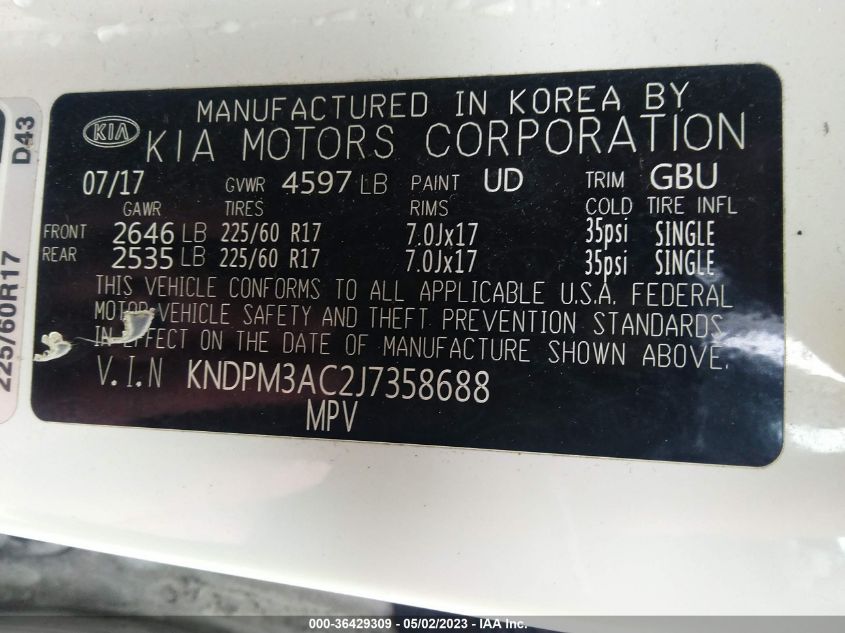 MANUFACTURED IN KOREA BY
KIA KIA MOTORS CORPORATION
07/17 GVWR 4597 LB PAINT UD TRIM GBU
GAWR TIRES RIMS COLD TIRE INFL
FRONT 2646 LB 225/60 R17 7.0Jx17 35psi SINGLE
REAR 2535 LB 225/60 R17 7.0Jx17 35psi SINGLE
THIS VEHICLE CONFORMS TO ALL APPLICABLE U.S.A. FEDERAL
MOTOR VEHICLE SAFETY AND THEFT PREVENTION STANDARDS
IN EFFECT ON THE DATE OF MANUFACTURE SHOWN ABOVE.
V.I.N KNDPM3AC2J7358688
MPV
D43
225/60R17
000-36429309 - 05/02/2023 - IAA Inc.